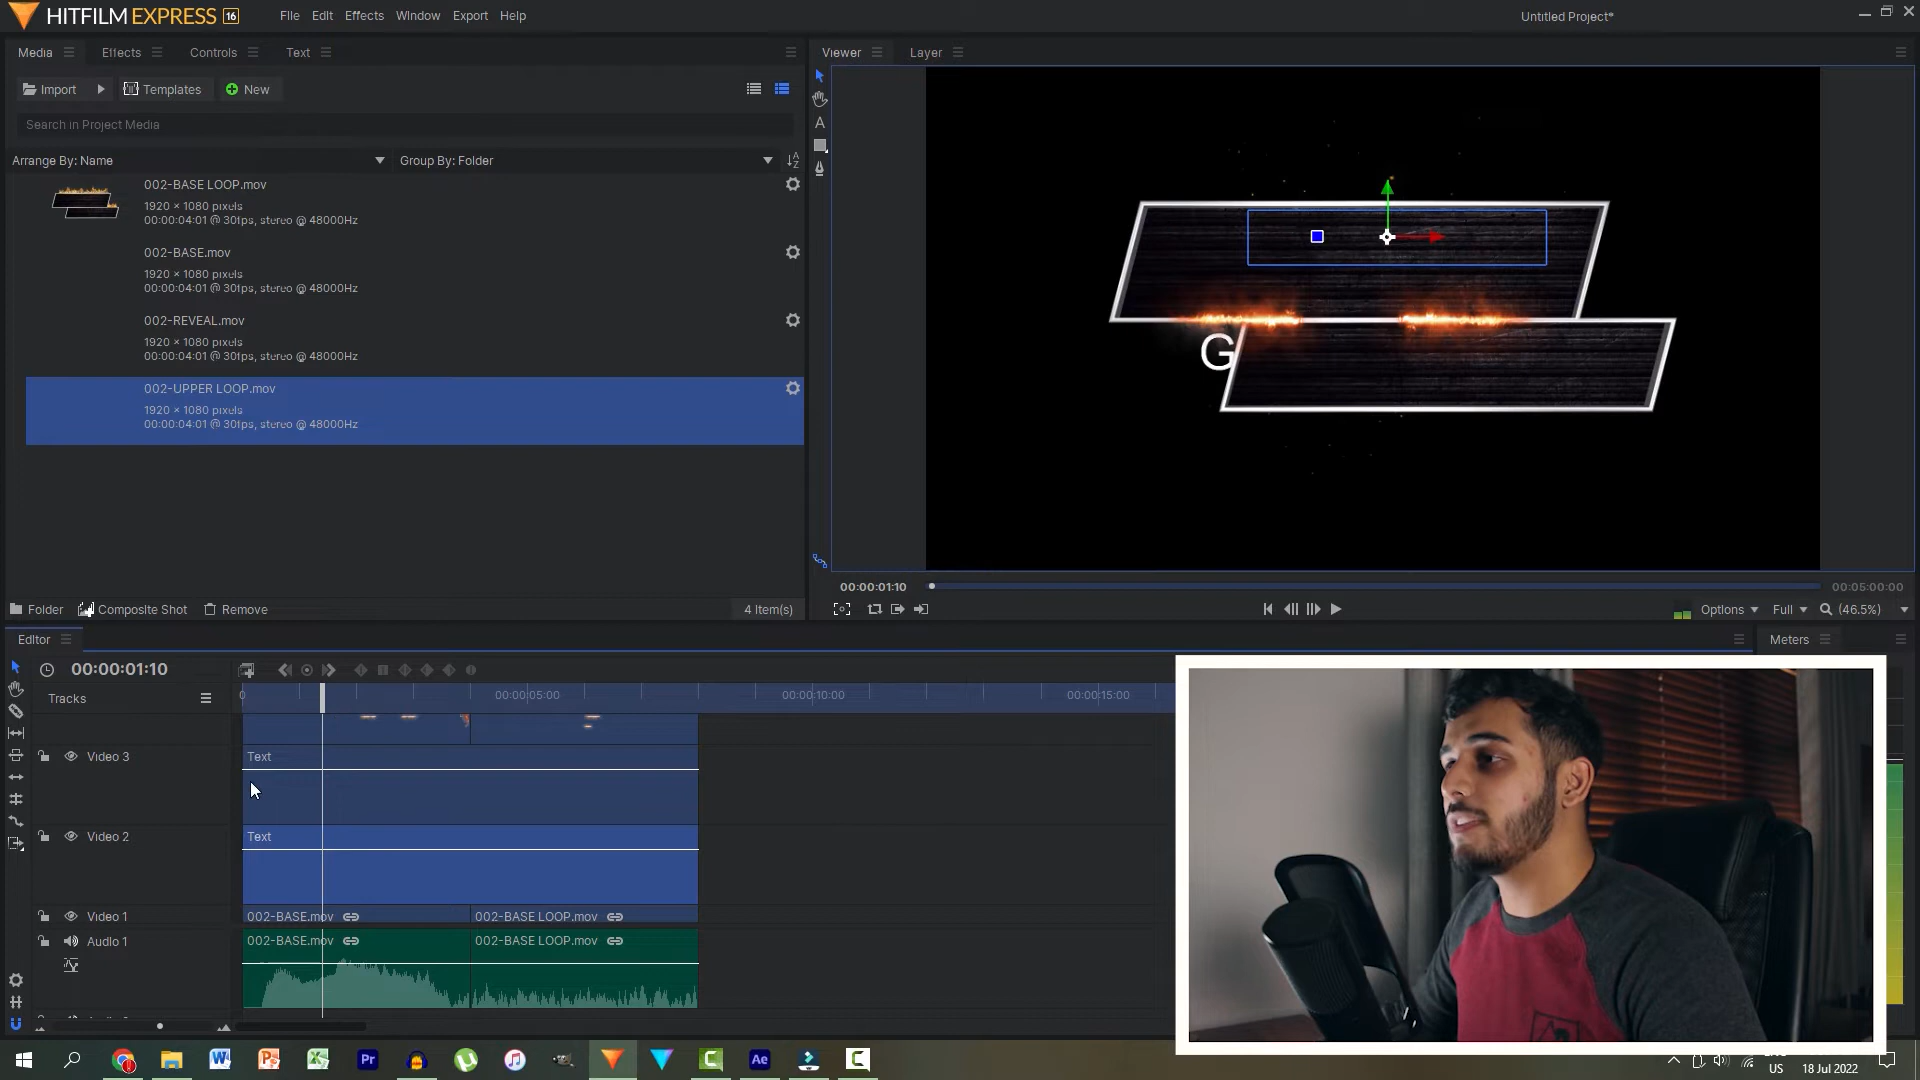 HITFILM EXPRESS 16
File Edit Effects Window Export Help
Untitled Project*
Media Effects Controls Text
Viewer Layer
Import Templates New
Search in Project Media
Arrange By: Name
Group By: Folder
002-BASE LOOP.mov
1920 × 1080 pixels
00:00:04:01 @ 30fps, stereo @ 48000Hz
002-BASE.mov
1920 × 1080 pixels
00:00:04:01 @ 30fps, stereo @ 48000Hz
002-REVEAL.mov
1920 × 1080 pixels
00:00:04:01 @ 30fps, stereo @ 48000Hz
002-UPPER LOOP.mov
1920 × 1080 pixels
00:00:04:01 @ 30fps, stereo @ 48000Hz
G
00:00:01:10
00:05:00:00
Folder Composite Shot Remove
4 Item(s)
Options Full (46.5%)
Editor
Meters
00:00:01:10
Tracks
0 00:00:05:00 00:00:10:00 00:00:15:00
Video 3
Text
Video 2
Text
Video 1
002-BASE.mov
002-BASE LOOP.mov
Audio 1
002-BASE.mov
002-BASE LOOP.mov
Pr
Ae
US
18 Jul 2022